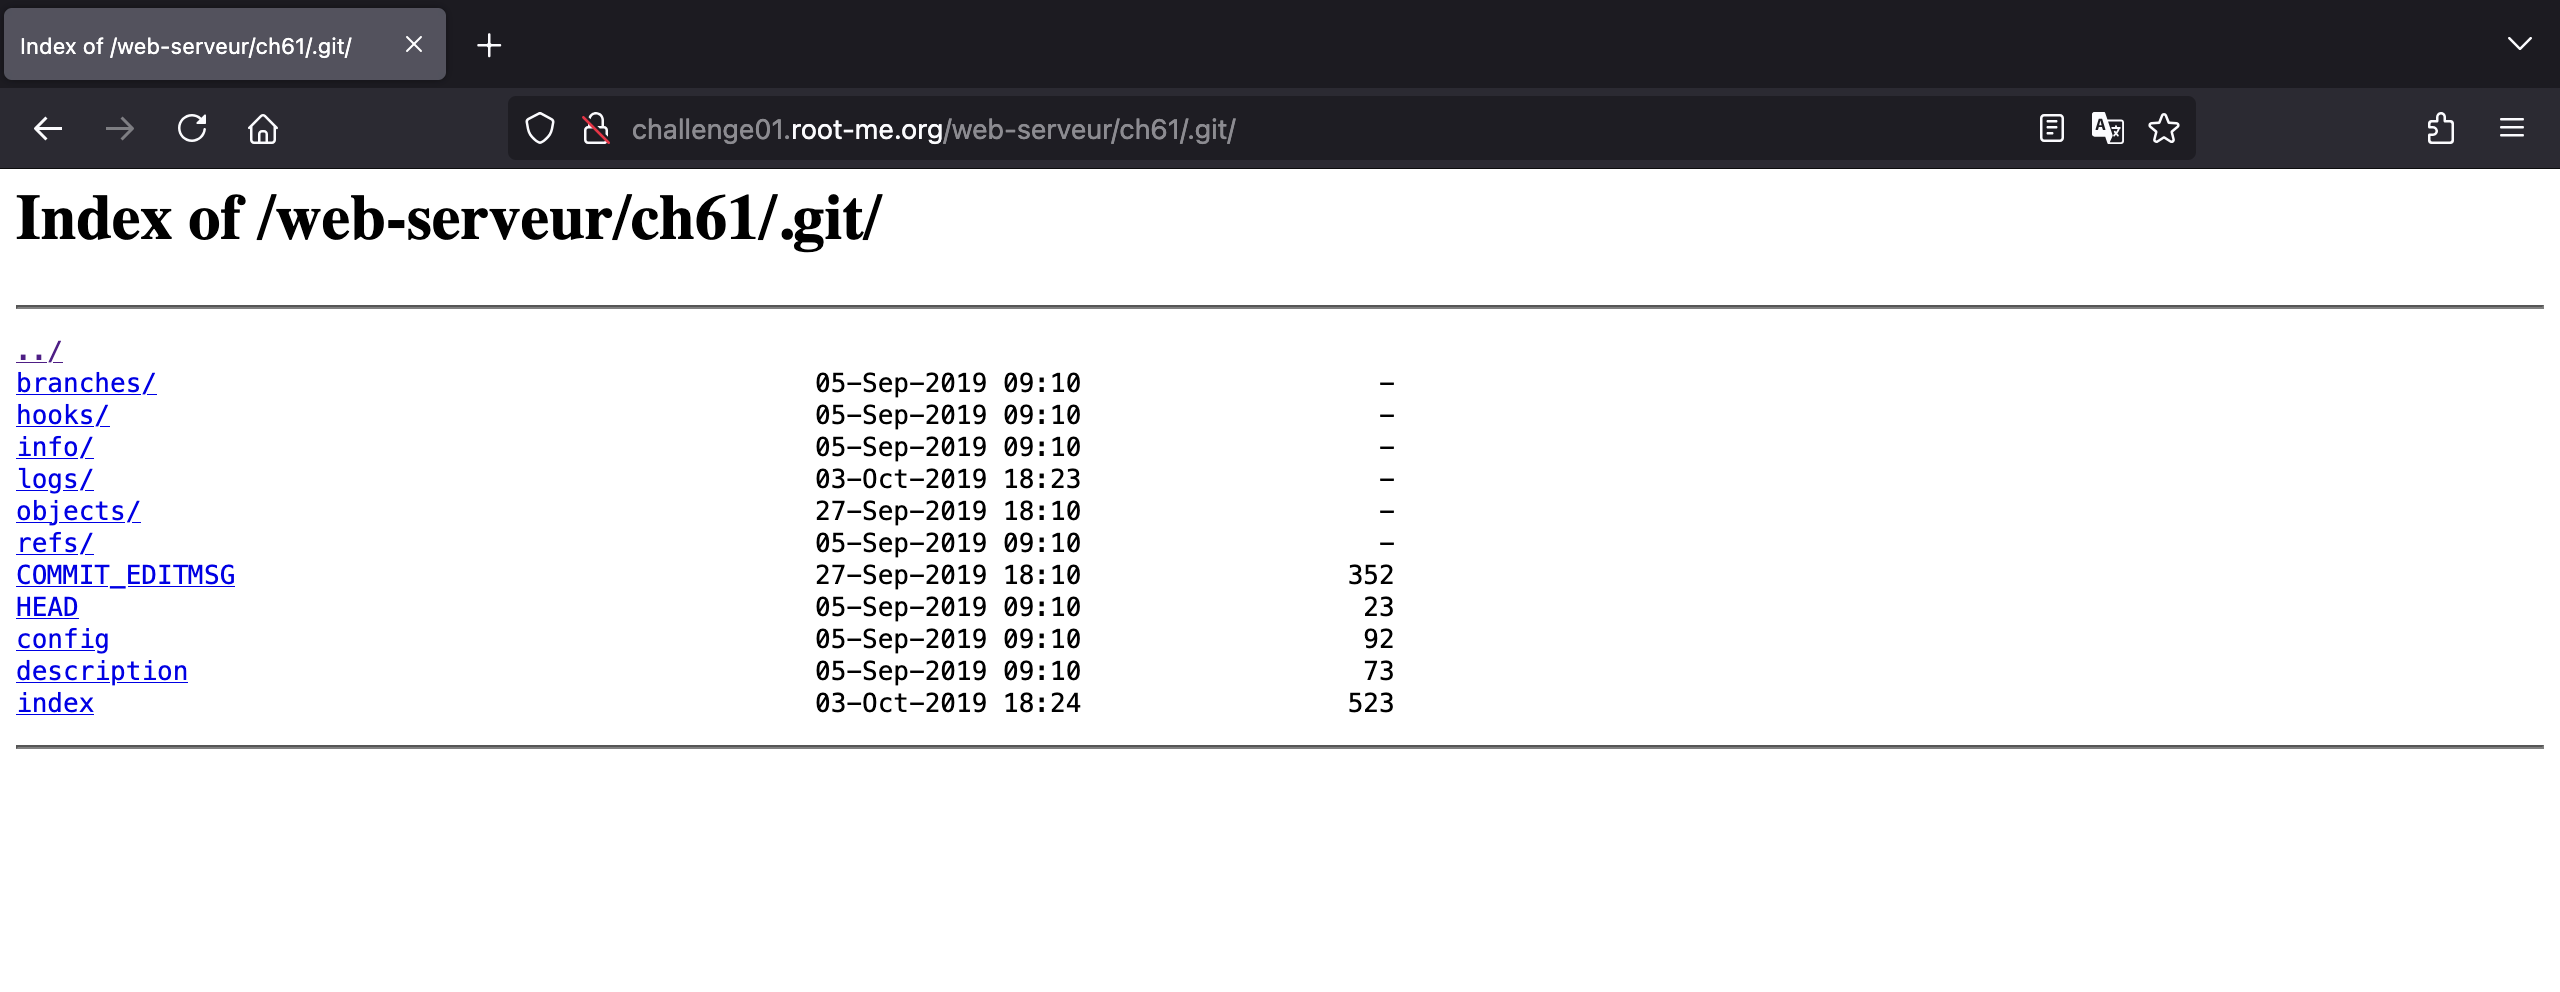 Index of /web-serveur/ch61/.git/
challenge01.root-me.org/web-serveur/ch61/.git/
Index of /web-serveur/ch61/.git/
../
branches/ 05-Sep-2019 09:10 -
hooks/ 05-Sep-2019 09:10 -
info/ 05-Sep-2019 09:10 -
logs/ 03-Oct-2019 18:23 -
objects/ 27-Sep-2019 18:10 -
refs/ 05-Sep-2019 09:10 -
COMMIT_EDITMSG 27-Sep-2019 18:10 352
HEAD 05-Sep-2019 09:10 23
config 05-Sep-2019 09:10 92
description 05-Sep-2019 09:10 73
index 03-Oct-2019 18:24 523